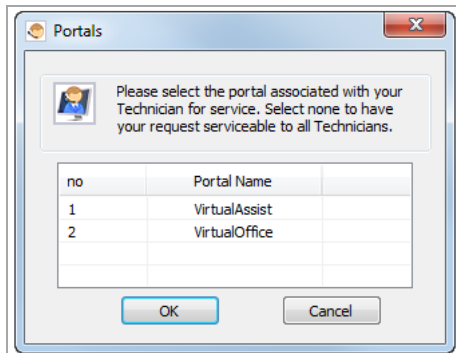 Portals
Please select the portal associated with your
Technician for service. Select none to have
your request serviceable to all Technicians.
no Portal Name
1 VirtualAssist
2 VirtualOffice
OK Cancel